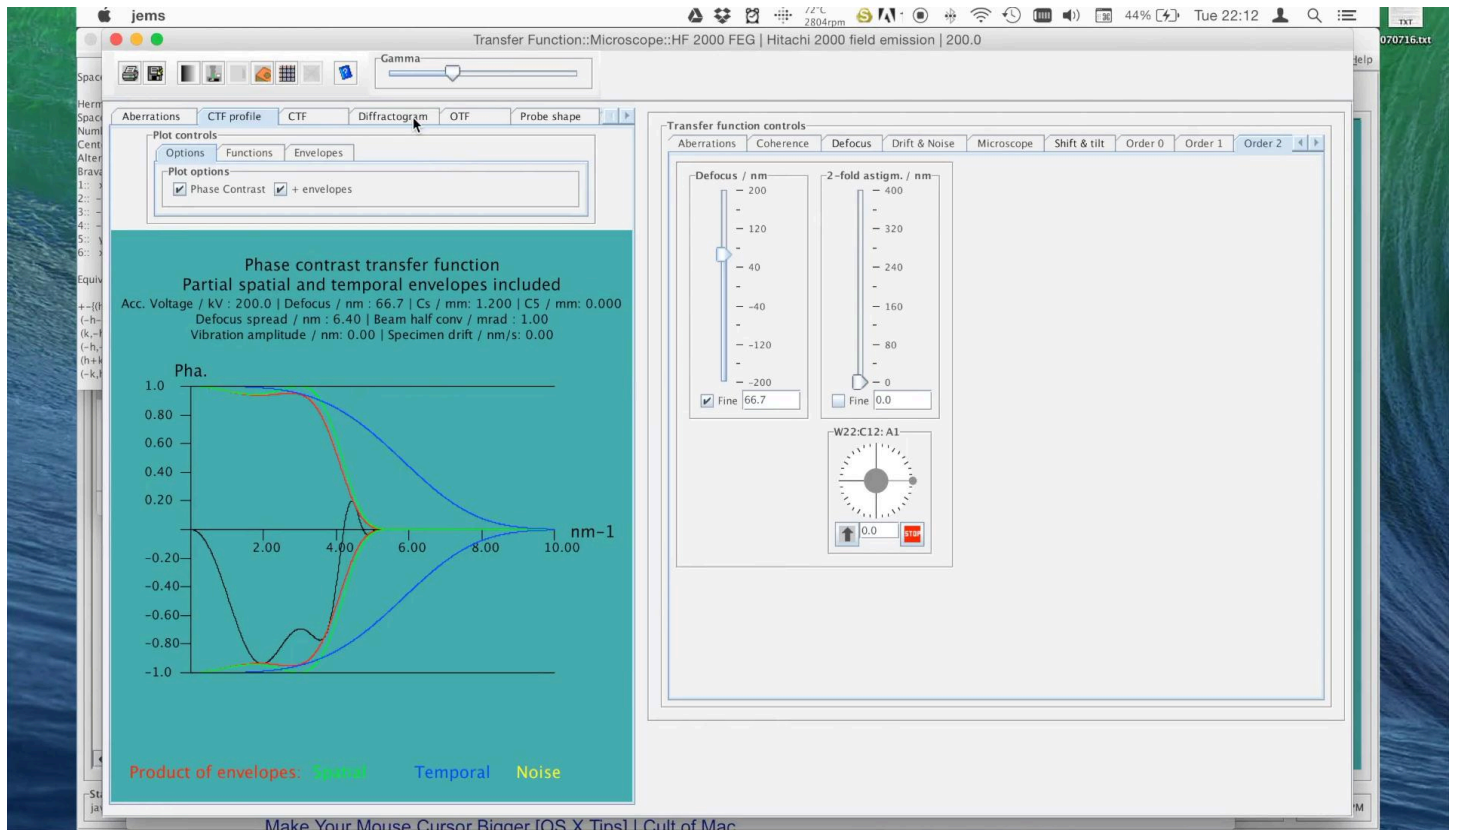 jems
72°C
2804rpm
1
44%
Tue 22:12
TXT
070716.txt
Transfer Function::Microscope::HF 2000 FEG | Hitachi 2000 field emission | 200.0
Help
Gamma
Aberrations
CTF profile
CTF
Diffractogram
OTF
Probe shape
Plot controls
Options
Functions
Envelopes
Plot options
Phase Contrast
+ envelopes
Phase contrast transfer function
Partial spatial and temporal envelopes included
Acc. Voltage / kV : 200.0 | Defocus / nm : 66.7 | Cs / mm: 1.200 | C5 / mm: 0.000
Defocus spread / nm : 6.40 | Beam half conv / mrad : 1.00
Vibration amplitude / nm: 0.00 | Specimen drift / nm/s: 0.00
Pha.
1.0
0.80
0.60
0.40
0.20
nm-1
2.00
4.00
6.00
8.00
10.00
-0.20
-0.40
-0.60
-0.80
-1.0
Product of envelopes:
Spatial
Temporal
Noise
Transfer function controls
Aberrations
Coherence
Defocus
Drift & Noise
Microscope
Shift & tilt
Order 0
Order 1
Order 2
Defocus / nm
200
120
40
-40
-120
-200
Fine
66.7
2-fold astigm. / nm
400
320
240
160
80
0
Fine
0.0
W22:C12: A1
0.0
STOP
Make Your Mouse Cursor Bigger [OS X Tips] | Cult of Mac